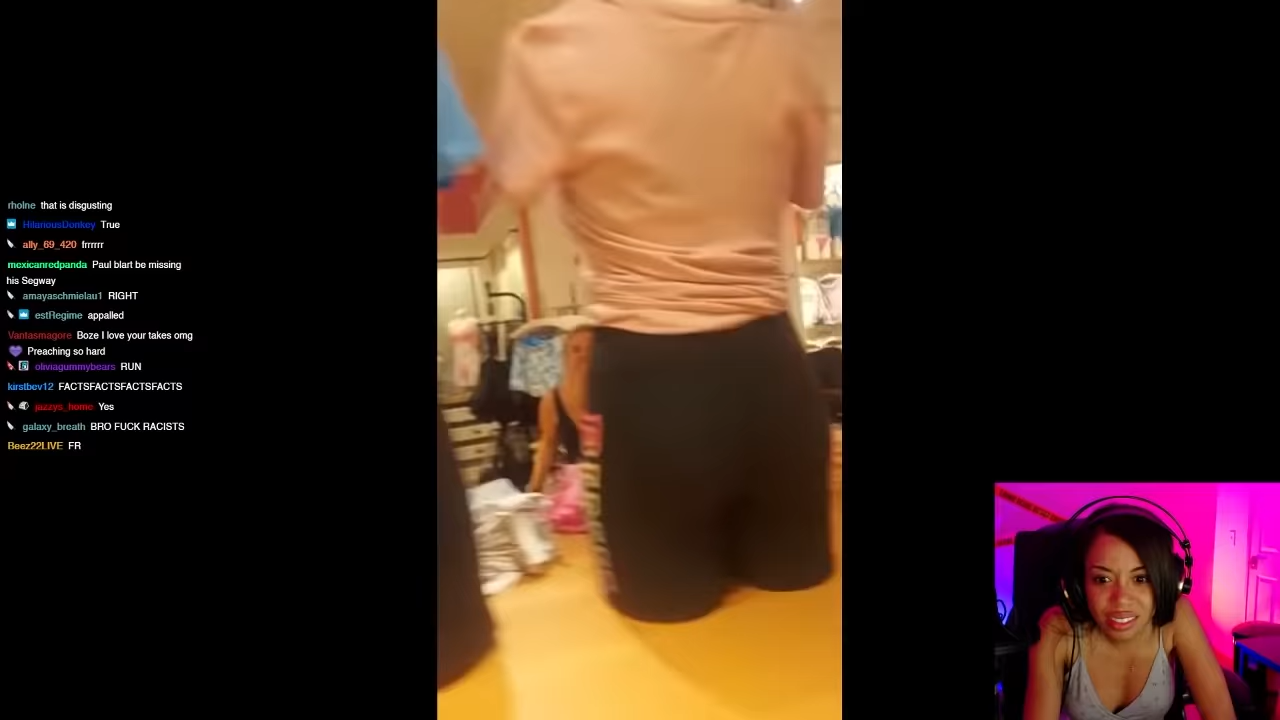 rholne that is disgusting
HilariousDonkey True
ally_69_420 frrrrrr
mexicanredpanda Paul blart be missing
his Segway
amayaschmielau1 RIGHT
estRegime appalled
Vantasmagore Boze I love your takes omg
Preaching so hard
oliviagummybears RUN
kirstbev12 FACTSFACTSFACTSFACTS
jazzys_home Yes
galaxy_breath BRO FUCK RACISTS
Beez22LIVE FR